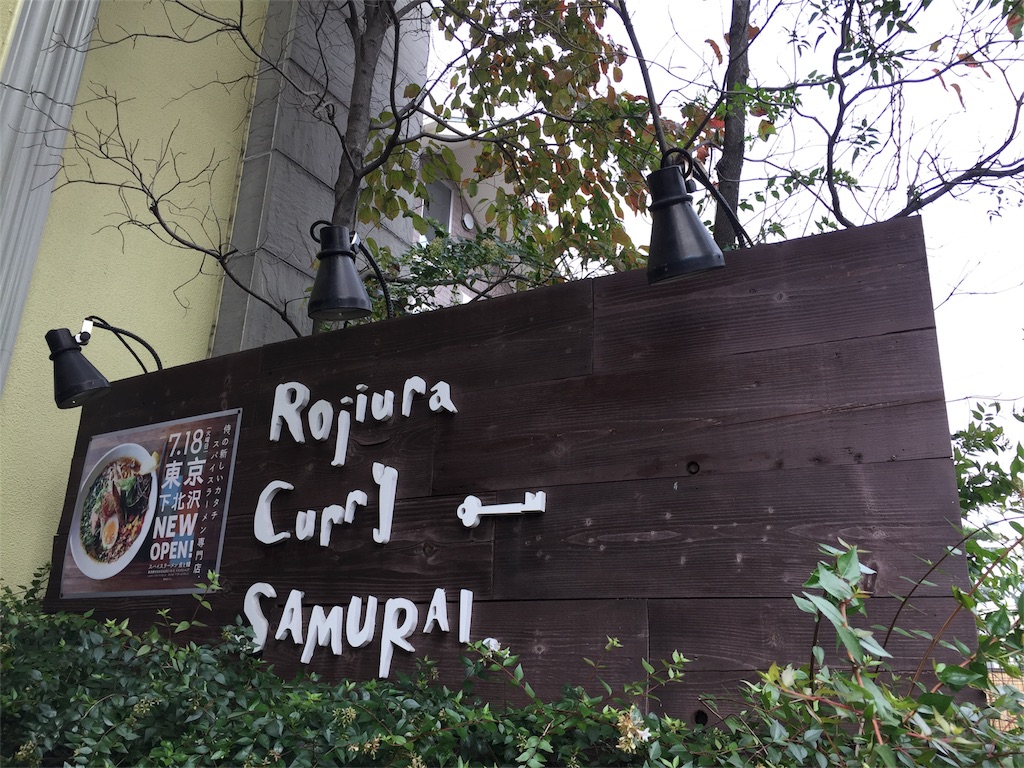 Rojiura
Curry
SAMURAI.
侍の新しいカタチ
スパイスラーメン専門店
7.18
東京
下北沢
NEW
OPEN!